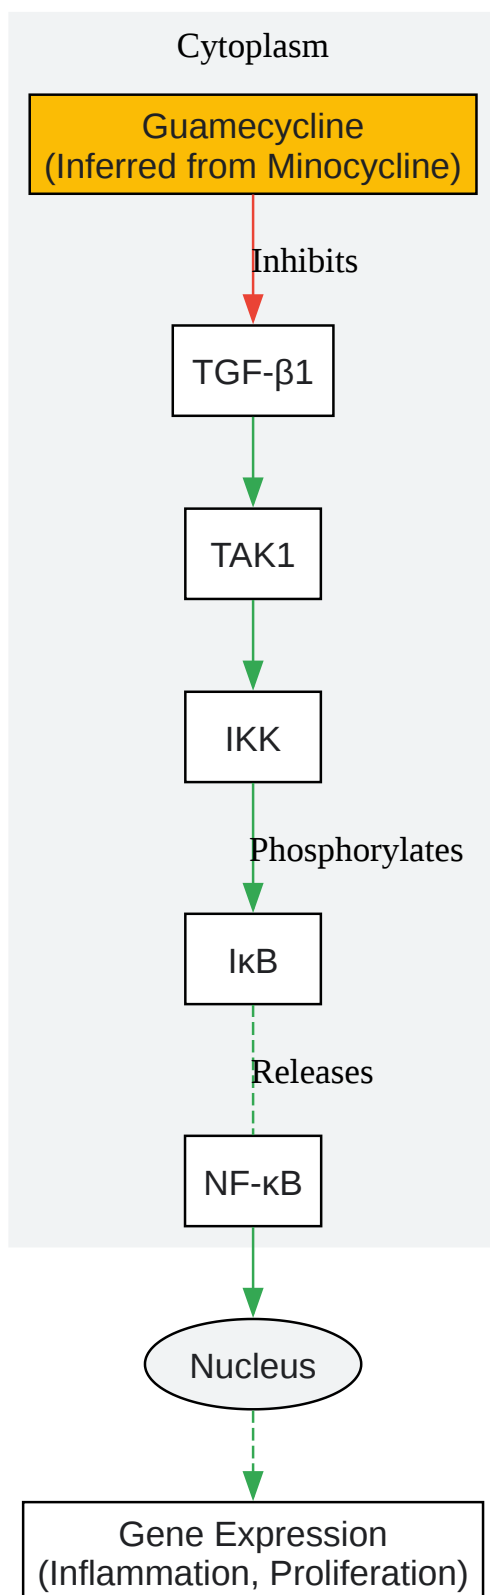 Cytoplasm
Guamecycline
(Inferred from Minocycline)
Inhibits
TGF-β1
TAK1
IKK
Phosphorylates
IκB
Releases
NF-κB
Nucleus
Gene Expression
(Inflammation, Proliferation)